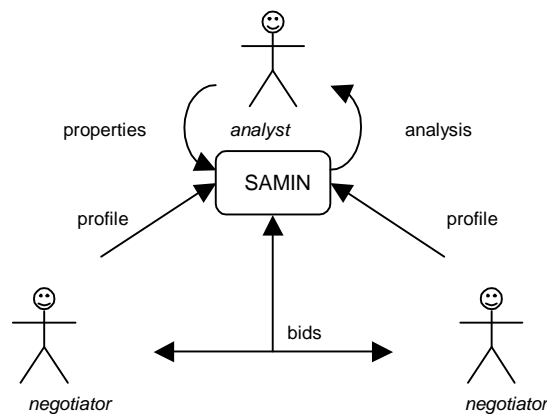 properties
analyst
analysis
SAMIN
profile
profile
bids
negotiator
negotiator